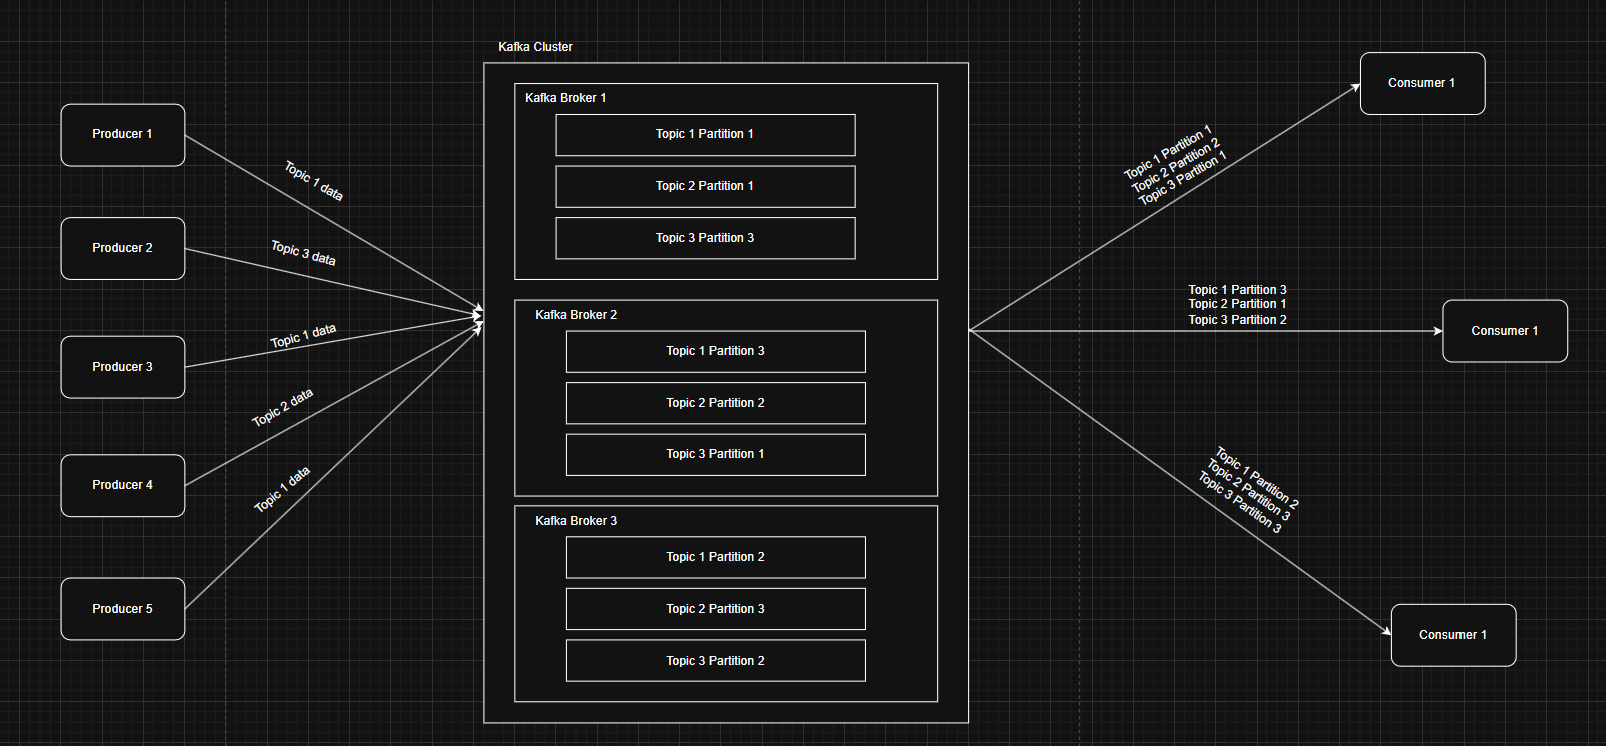 Kafka Cluster
Producer 1
Producer 2
Producer 3
Producer 4
Producer 5
Topic 1 data
Topic 3 data
Topic 1 data
Topic 2 data
Topic 1 data
Kafka Broker 1
Topic 1 Partition 1
Topic 2 Partition 1
Topic 3 Partition 3
Kafka Broker 2
Topic 1 Partition 3
Topic 2 Partition 2
Topic 3 Partition 1
Kafka Broker 3
Topic 1 Partition 2
Topic 2 Partition 3
Topic 3 Partition 2
Topic 1 Partition 1
Topic 2 Partition 2
Topic 3 Partition 1
Consumer 1
Topic 1 Partition 3
Topic 2 Partition 1
Topic 3 Partition 2
Consumer 1
Topic 1 Partition 2
Topic 2 Partition 3
Topic 3 Partition 3
Consumer 1